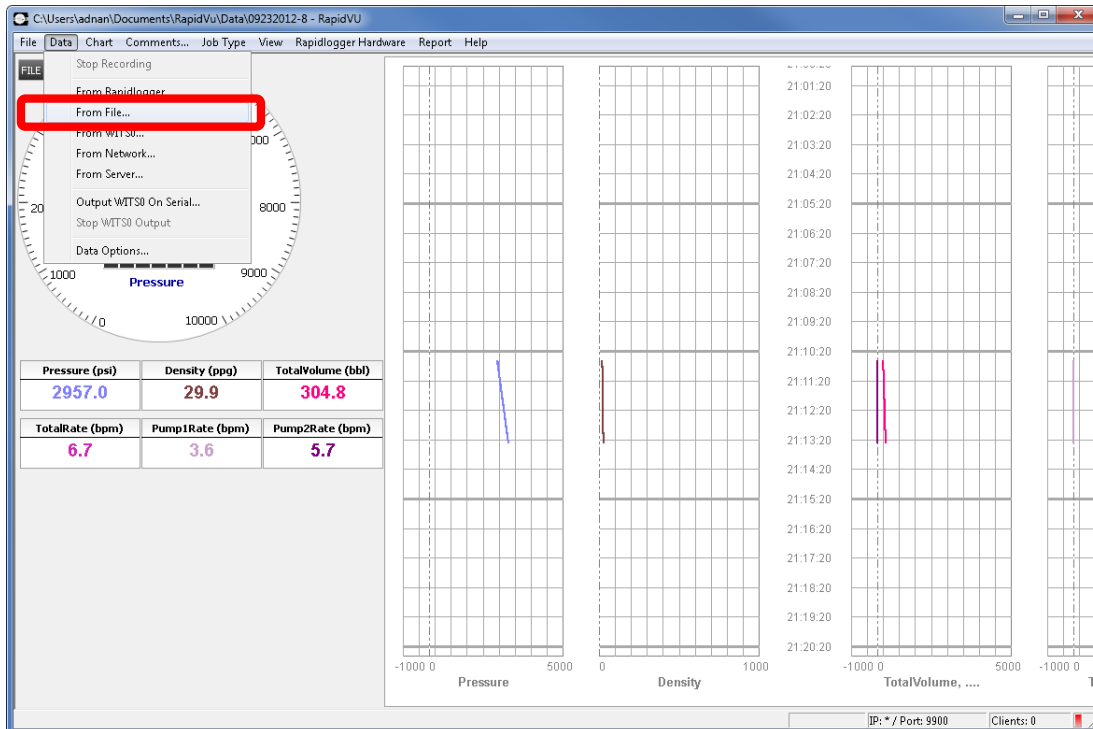 C:\Users\adnan\Documents\RapidVu\Data\09232012-8 - RapidVU
File Data Chart Comments... Job Type View Rapidlogger Hardware Report Help
FILE
Stop Recording
From Rapidlogger
From File...
From WITS0...
From Network...
From Server...
Output WITS0 On Serial...
Stop WITS0 Output
Data Options...
8000
1000
9000
Pressure
0
10000
Pressure (psi) Density (ppg) TotalVolume (bbl)
2957.0 29.9 304.8
TotalRate (bpm) Pump1Rate (bpm) Pump2Rate (bpm)
6.7 3.6 5.7
21:01:20
21:02:20
21:03:20
21:04:20
21:05:20
21:06:20
21:07:20
21:08:20
21:09:20
21:10:20
21:11:20
21:12:20
21:13:20
21:14:20
21:15:20
21:16:20
21:17:20
21:18:20
21:19:20
21:20:20
-1000 0 5000 0 1000 -1000 0 5000 -1000 0
Pressure Density TotalVolume, ....
IP: * / Port: 9900 Clients: 0